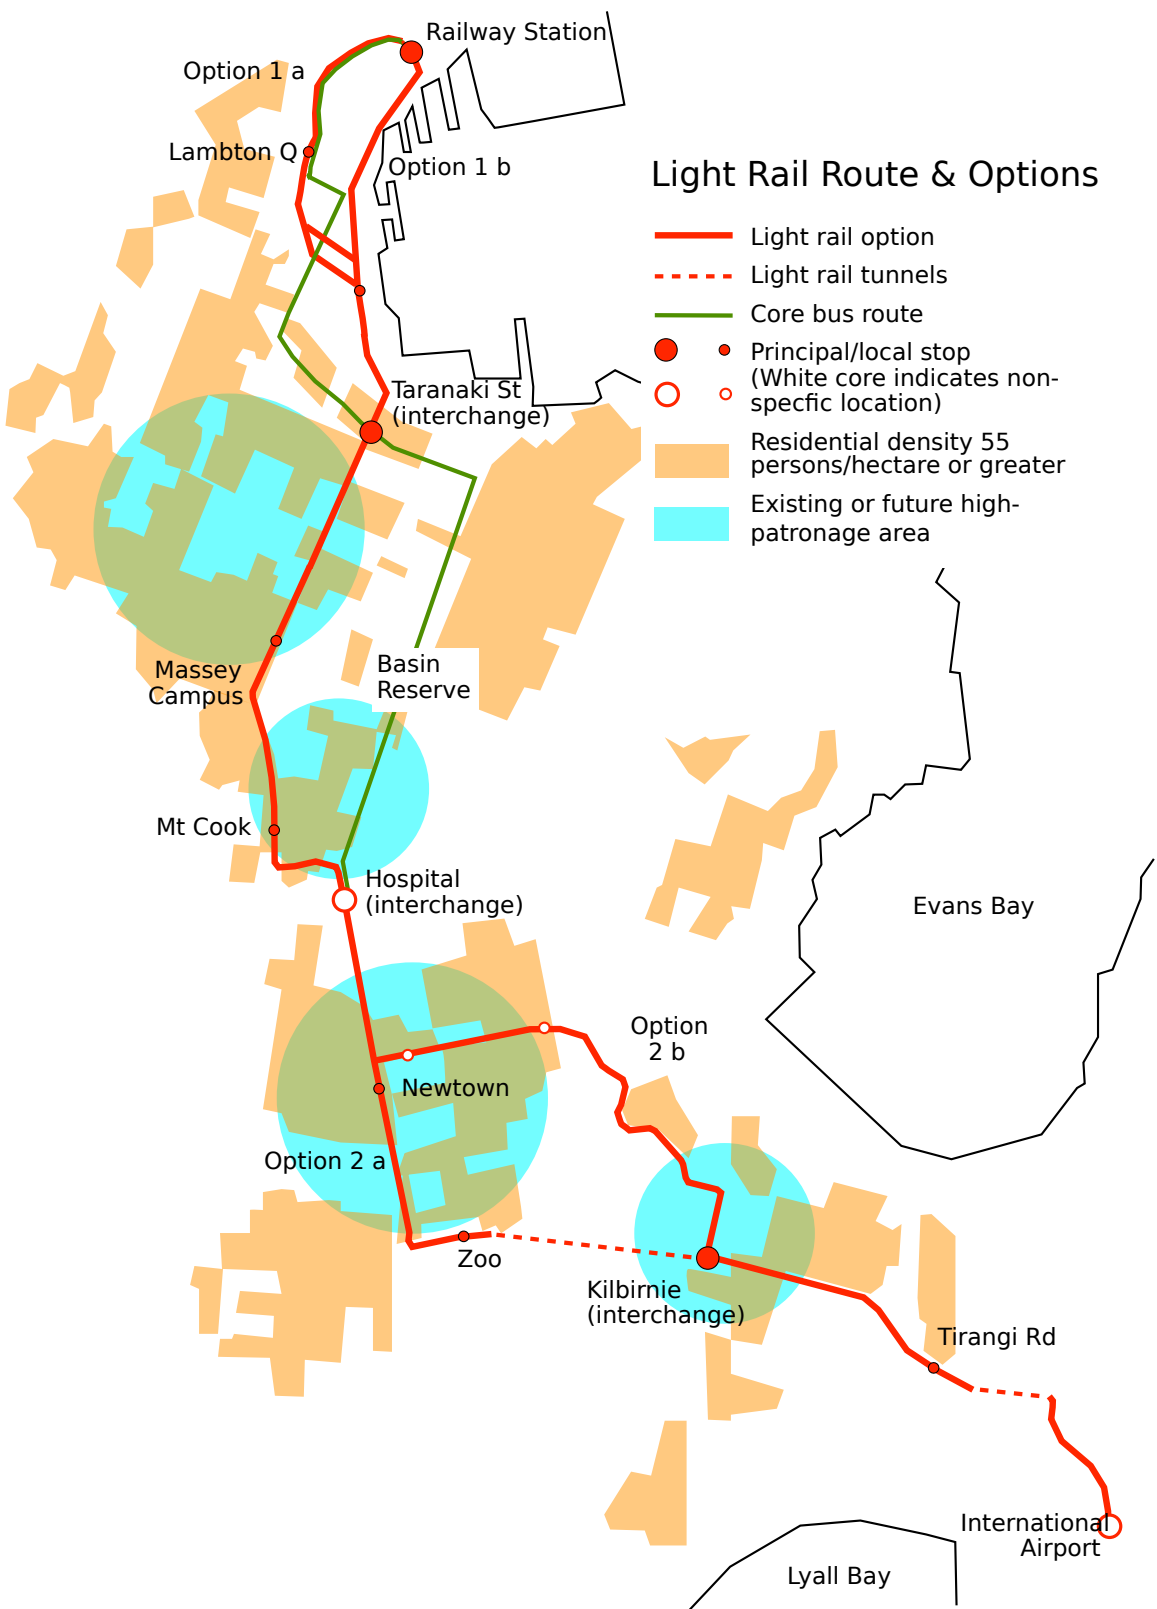 Railway Station
Option 1 a
Lambton Q
Option 1 b
Light Rail Route & Options
Light rail option
Light rail tunnels
Core bus route
Principal/local stop
(White core indicates non-
specfic location)
Residential density 55
persons/hectare or greater
Existing or future high-
patronage area
Taranaki St
(interchange)
Massey
Campus
Basin
Reserve
Mt Cook
Hospital
(interchange)
Evans Bay
Option
2 b
Newtown
Option 2 a
Zoo
Kilbirnie
(interchange)
Tirangi Rd
International
Airport
Lyall Bay